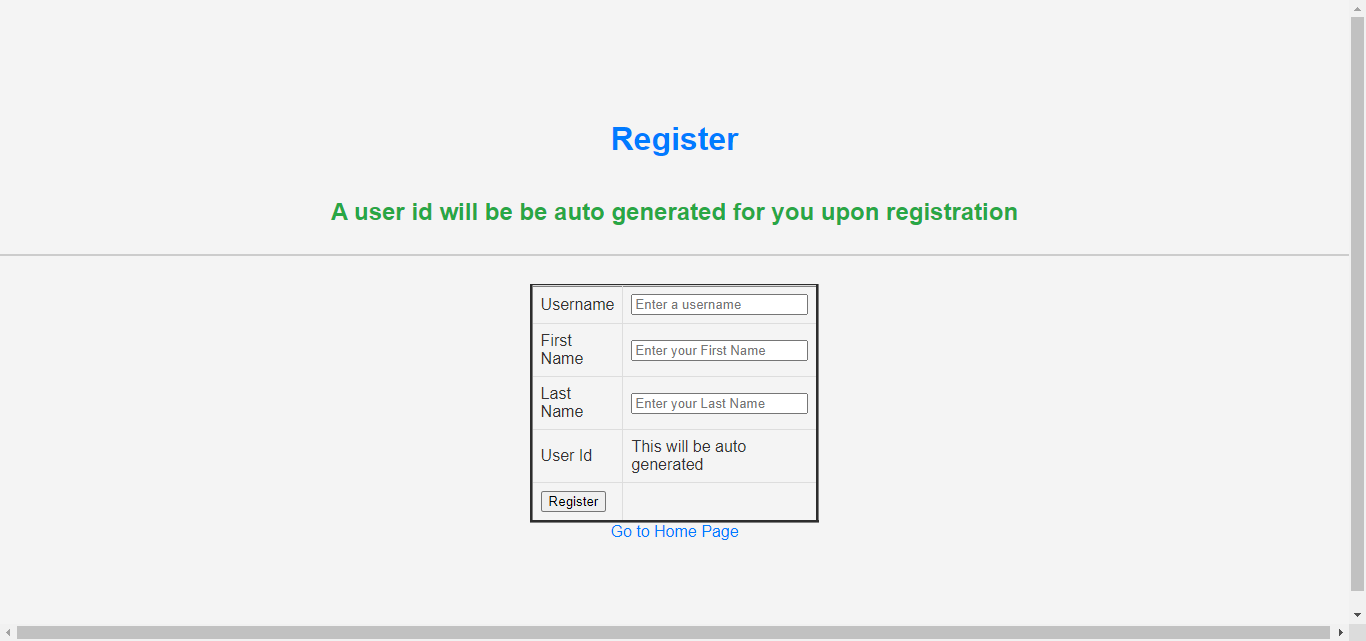 Register
A user id will be be auto generated for you upon registration
Username
Enter a username
First
Name
Enter your First Name
Last
Name
Enter your Last Name
User Id
This will be auto
generated
Register
Go to Home Page